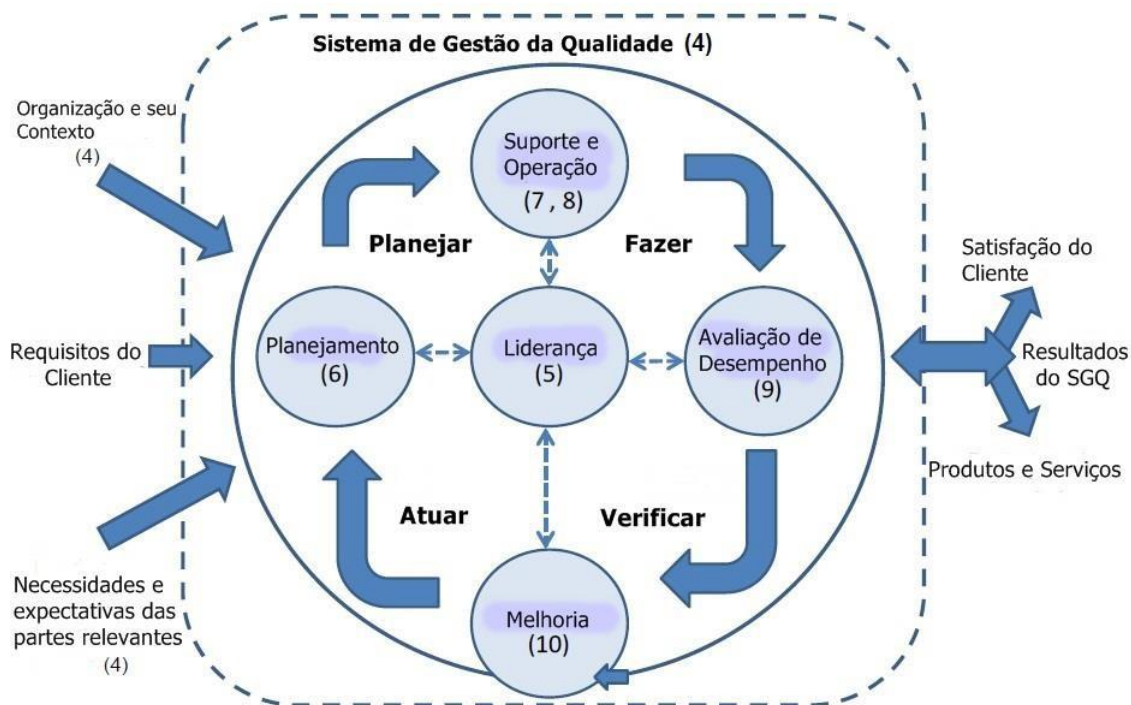 Sistema de Gestão da Qualidade (4)
Organização e seu
Contexto
(4)
Suporte e
Operação
(7 , 8)
Planejar
Fazer
Satisfação do
Cliente
Requisitos do
Cliente
Planejamento
(6)
Liderança
(5)
Avaliação de
Desempenho
(9)
Resultados
do SGQ
Produtos e Serviços
Atuar
Verificar
Necessidades e
expectativas das
partes relevantes
(4)
Melhoria
(10)